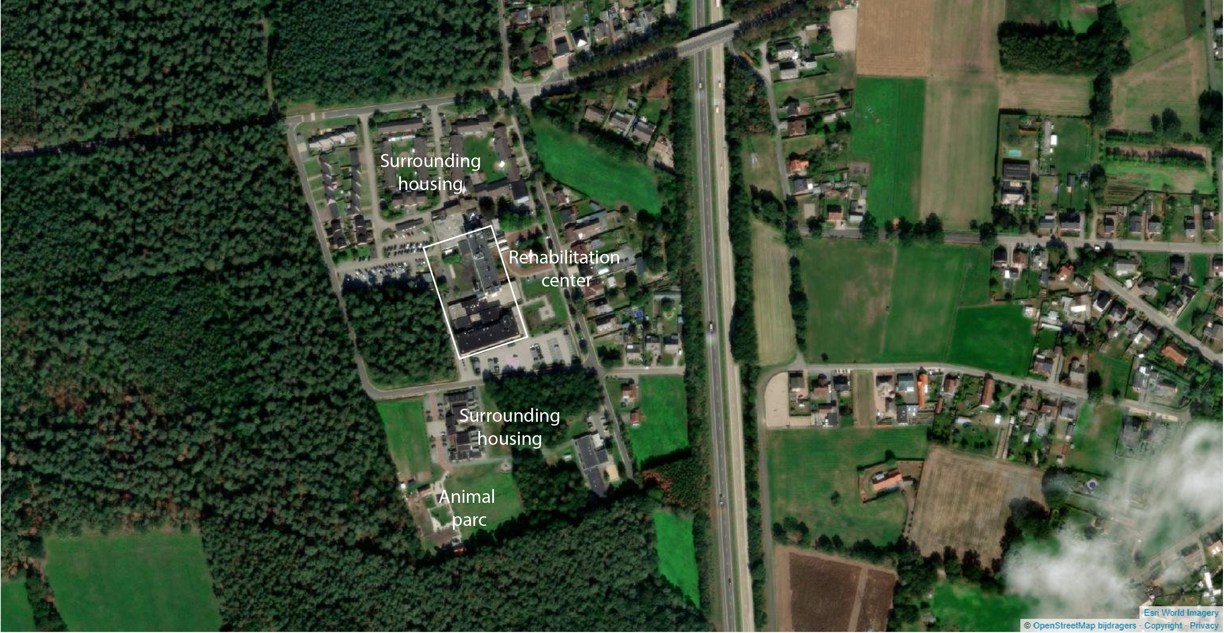 Surrounding
housing
Rehabilitation
center
Surrounding
housing
Animal
parc
Esri World Imagery
© OpenStreetMap bijdragers · Copyright · Privacy